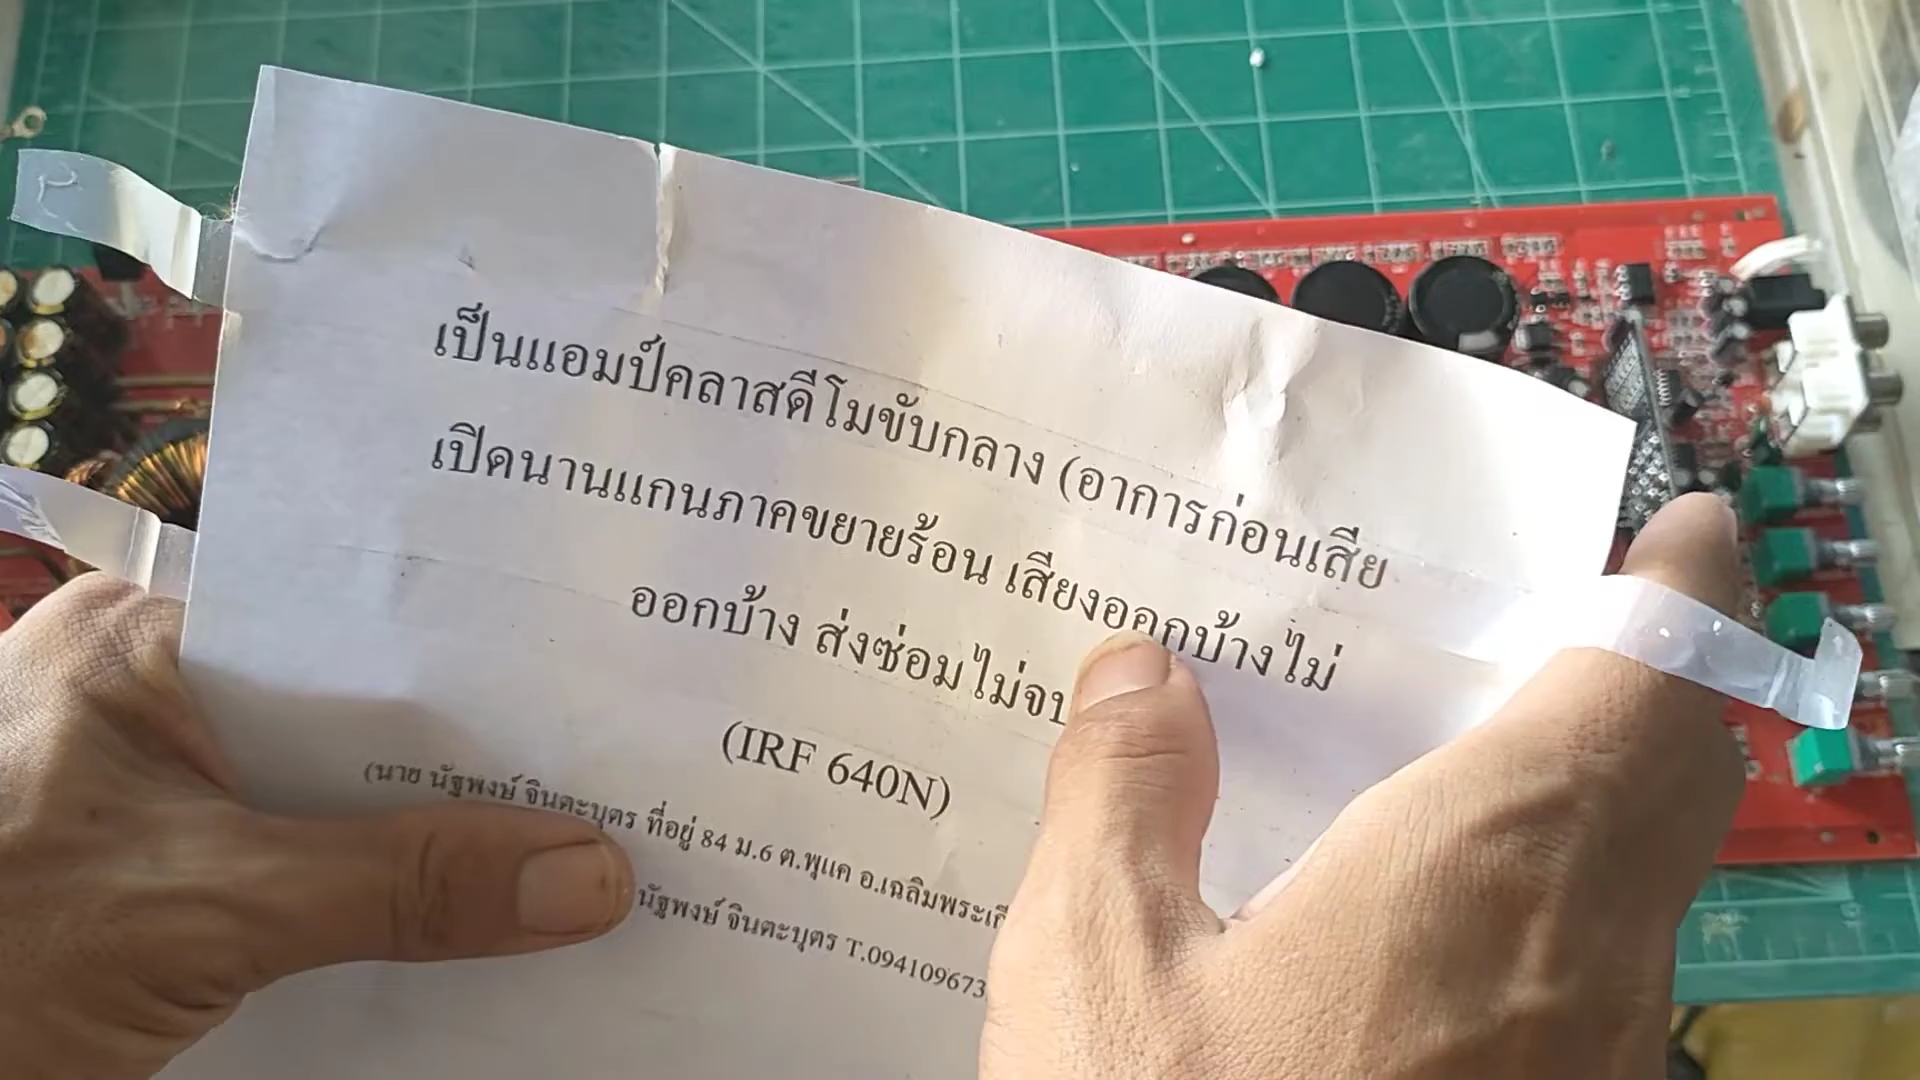 เป็นแอมป์คลาสดีโมขับกลาง (อาการก่อนเสีย
เปิดนานแกนภาคขยายร้อน เสียงออกบ้างไม่
ออกบ้าง ส่งซ่อมไม่จบ
(IRF 640N)
(นาย นัฐพงษ์ จินตะบุตร ที่อยู่ 84 ม.6 ต.พุแค อ.เฉลิมพระเกี
นัฐพงษ์ จินตะบุตร T.094109673